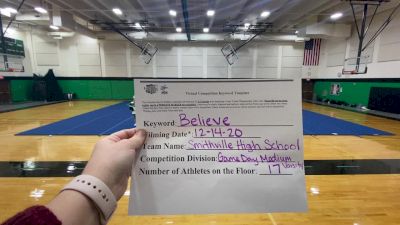 Virtual Competition Keyword Template
Keyword: Believe
Filming Date: 12-14-20
Team Name: Smithville High School
Competition Division: Game Day Medium Varsity
Number of Athletes on the Floor: 17